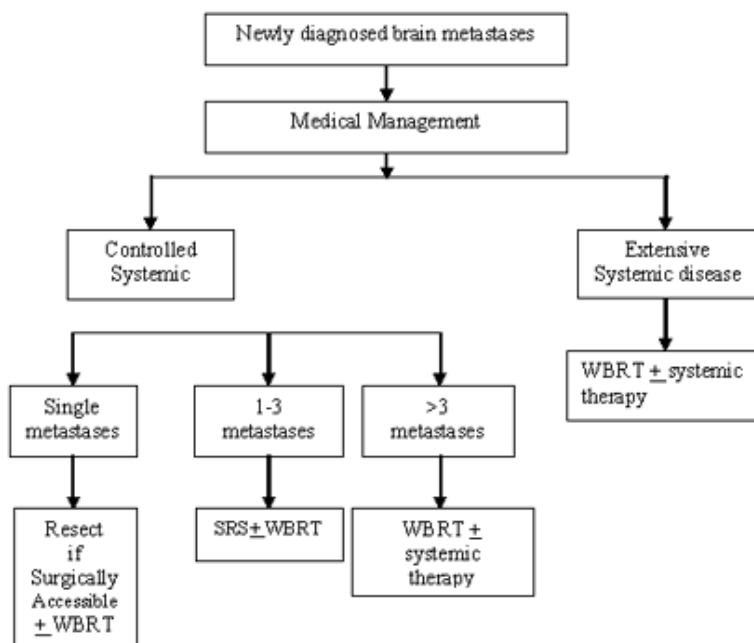 Newly diagnosed brain metastases
Medical Management
Controlled
Systemic
Extensive
Systemic disease
WBRT ± systemic
therapy
Single
metastases
1-3
metastases
>3
metastases
Resect
if
Surgically
Accessible
± WBRT
SRS±WBRT
WBRT ±
systemic
therapy